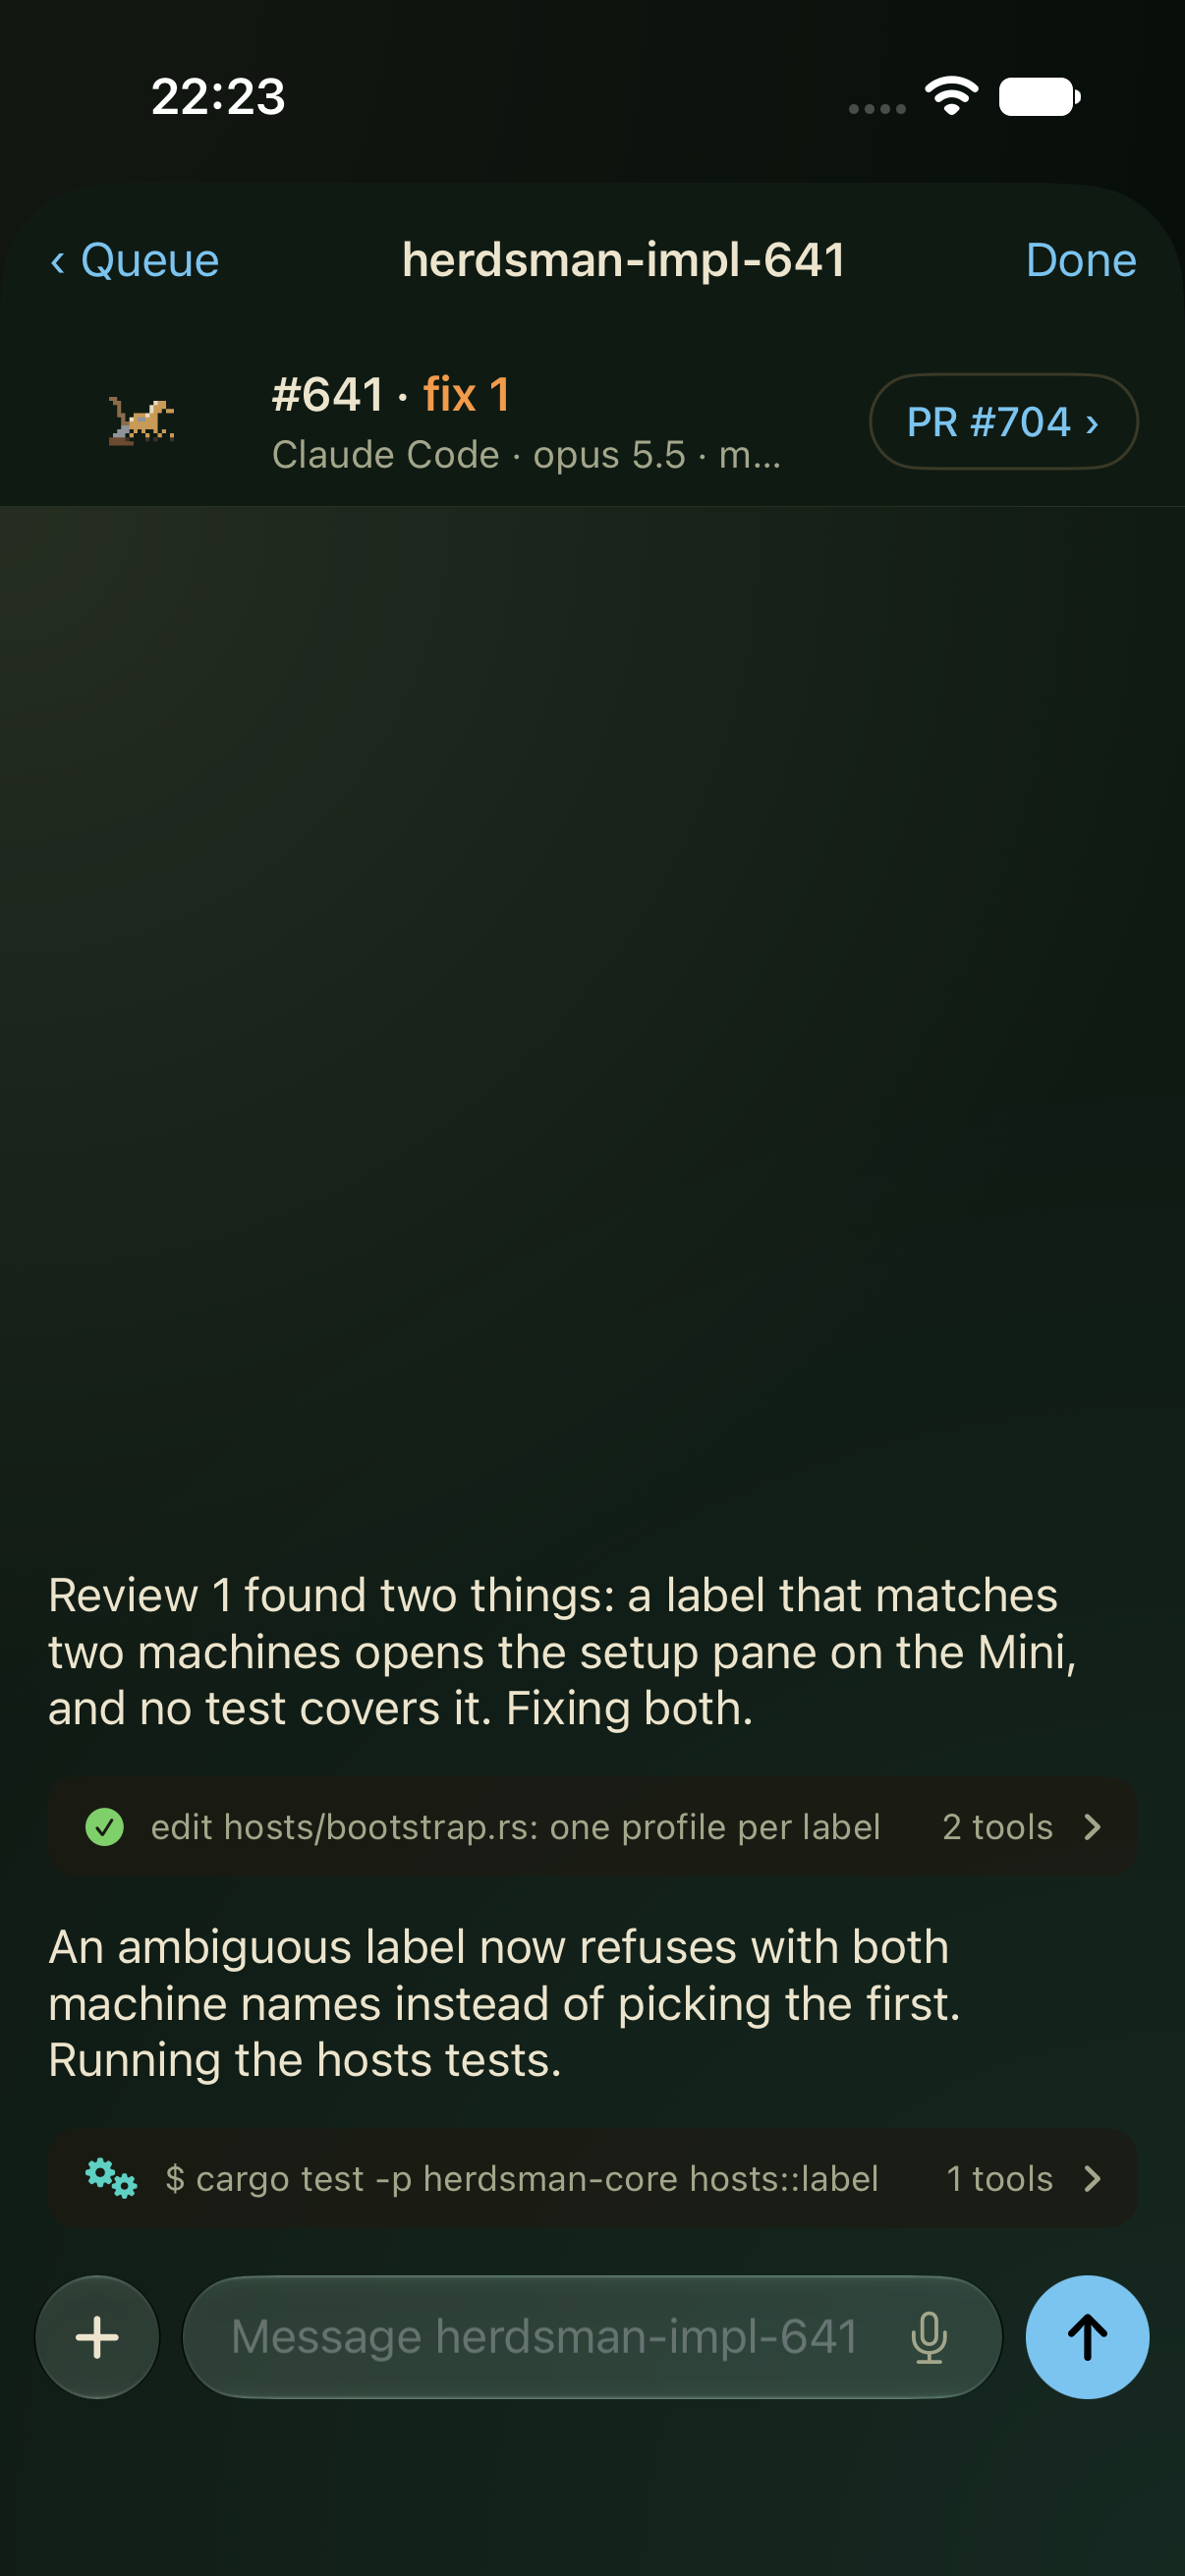 22:23
‹ Queue
herdsman-impl-641
Done
#641 · fix 1
Claude Code · opus 5.5 · m...
PR #704 ›
Review 1 found two things: a label that matches
two machines opens the setup pane on the Mini,
and no test covers it. Fixing both.
edit hosts/bootstrap.rs: one profile per label
2 tools
An ambiguous label now refuses with both
machine names instead of picking the first.
Running the hosts tests.
$ cargo test -p herdsman-core hosts::label
1 tools
Message herdsman-impl-641